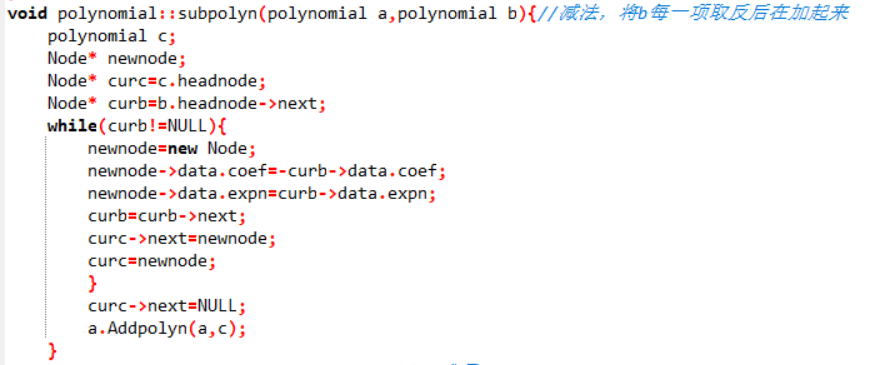 void polynomial::subpolyn(polynomial a,polynomial b){//减法，将b每一项取反后在加起来
    polynomial c;
    Node* newnode;
    Node* curc=c.headnode;
    Node* curb=b.headnode->next;
    while(curb!=NULL){
        newnode=new Node;
        newnode->data.coef=-curb->data.coef;
        newnode->data.expn=curb->data.expn;
        curb=curb->next;
        curc->next=newnode;
        curc=newnode;
        }
        curc->next=NULL;
        a.Addpolyn(a,c);
    }